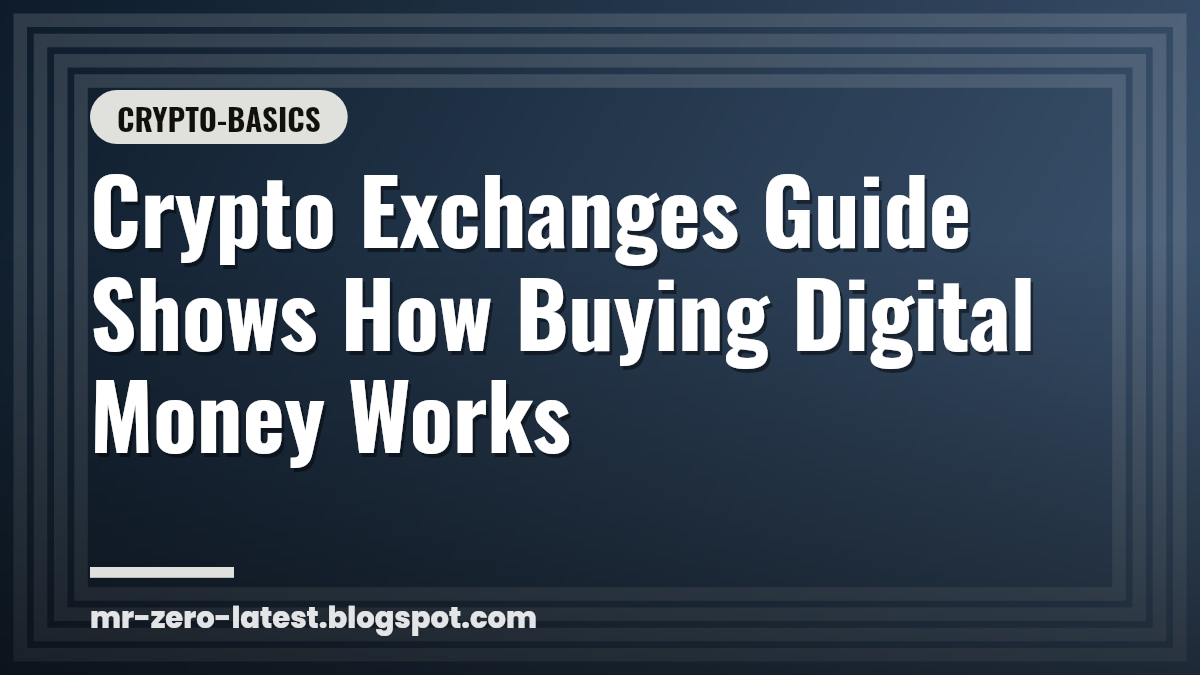 CRYPTO-BASICS
Crypto Exchanges Guide
Shows How Buying Digital
Money Works
mr-zero-latest.blogspot.com